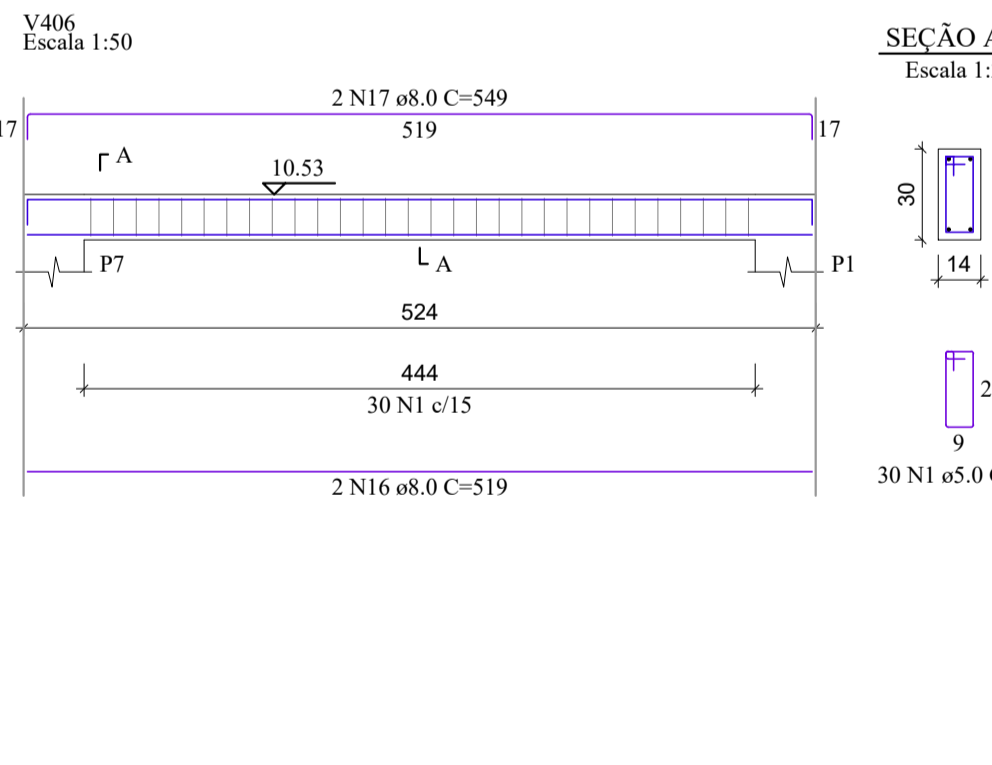 V406
Escala 1:50
SEÇÃO A
Escala 1:
2 N17 ø8.0 C=549
17
519
17
A
10.53
30
14
P7
A
P1
524
444
30 N1 c/15
2
9
30 N1 ø5.0
2 N16 ø8.0 C=519